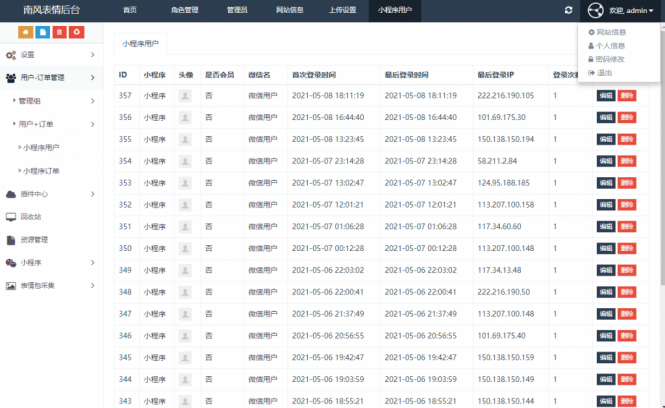 南风表情后台 首页 角色管理 管理员 网站信息 上传设置 小程序用户 欢迎, admin
网站信息
个人信息
密码修改
退出
设置
用户-订单管理
管理组
用户+订单
> 小程序用户
> 小程序订单
插件中心
回收站
资源管理
小程序
表情包采集
小程序用户
ID 小程序 头像 是否会员 微信名 首次登录时间 最后登录时间 最后登录IP 登录次
357 小程序 否 微信用户 2021-05-08 18:11:19 2021-05-08 18:11:19 222.216.190.105 1 编辑 删除
356 小程序 否 微信用户 2021-05-08 16:44:40 2021-05-08 16:44:40 101.69.175.30 1 编辑 删除
355 小程序 否 微信用户 2021-05-08 13:23:45 2021-05-08 13:23:45 150.138.150.194 1 编辑 删除
354 小程序 否 微信用户 2021-05-07 23:14:28 2021-05-07 23:14:28 58.211.2.84 1 编辑 删除
353 小程序 否 微信用户 2021-05-07 13:02:47 2021-05-07 13:02:47 124.95.188.185 1 编辑 删除
352 小程序 否 微信用户 2021-05-07 12:01:21 2021-05-07 12:01:21 113.207.100.158 1 编辑 删除
351 小程序 否 微信用户 2021-05-07 01:06:28 2021-05-07 01:06:28 117.34.60.60 1 编辑 删除
350 小程序 否 微信用户 2021-05-07 00:12:28 2021-05-07 00:12:28 113.207.100.148 1 编辑 删除
349 小程序 否 微信用户 2021-05-06 22:03:02 2021-05-06 22:03:02 117.34.13.48 1 编辑 删除
348 小程序 否 微信用户 2021-05-06 22:00:41 2021-05-06 22:00:41 222.216.190.50 1 编辑 删除
347 小程序 否 微信用户 2021-05-06 21:37:49 2021-05-06 21:37:49 113.207.100.148 1 编辑 删除
346 小程序 否 微信用户 2021-05-06 20:56:55 2021-05-06 20:56:55 101.69.175.40 1 编辑 删除
345 小程序 否 微信用户 2021-05-06 19:42:47 2021-05-06 19:42:47 150.138.150.159 1 编辑 删除
344 小程序 否 微信用户 2021-05-06 19:03:59 2021-05-06 19:03:59 150.138.150.149 1 编辑 删除
343 小程序 否 微信用户 2021-05-06 18:55:21 2021-05-06 18:55:21 150.138.150.144 1 编辑 删除